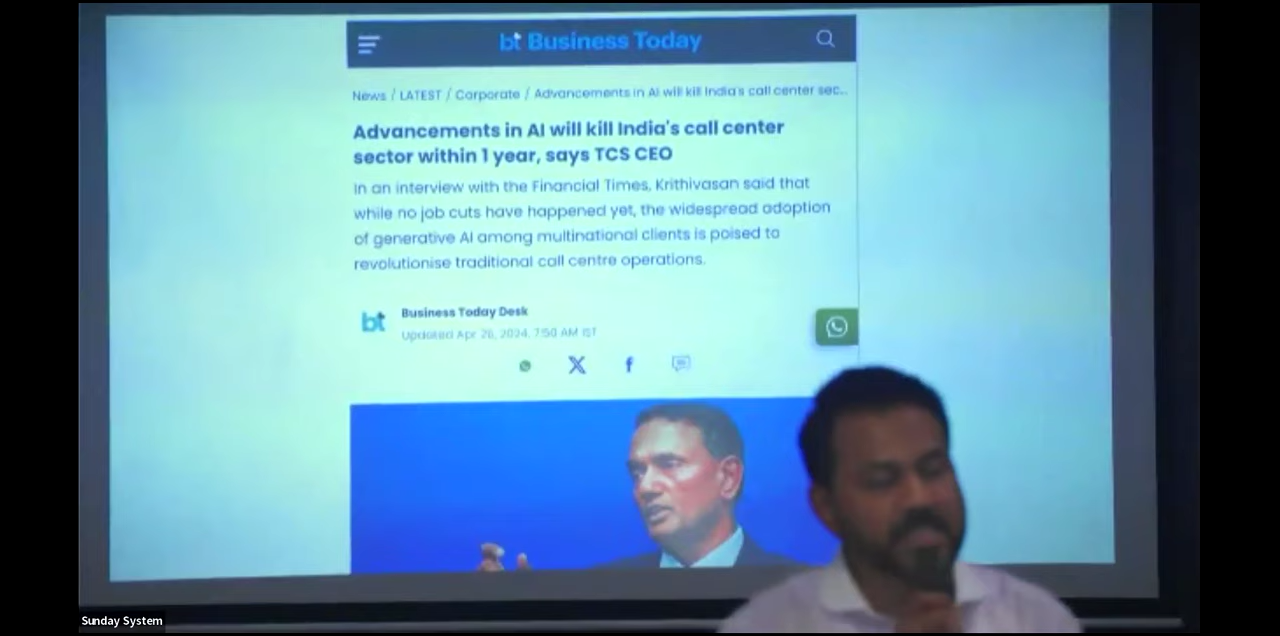 bt Business Today
News / LATEST / Corporate / Advancements in AI will kill India's call center sec...
Advancements in AI will kill India's call center
sector within 1 year, says TCS CEO
In an interview with the Financial Times, Krithivasan said that
while no job cuts have happened yet, the widespread adoption
of generative AI among multinational clients is poised to
revolutionise traditional call centre operations.
bt
Business Today Desk
Updated Apr 26, 2024, 7:50 AM IST
X
f
Sunday System